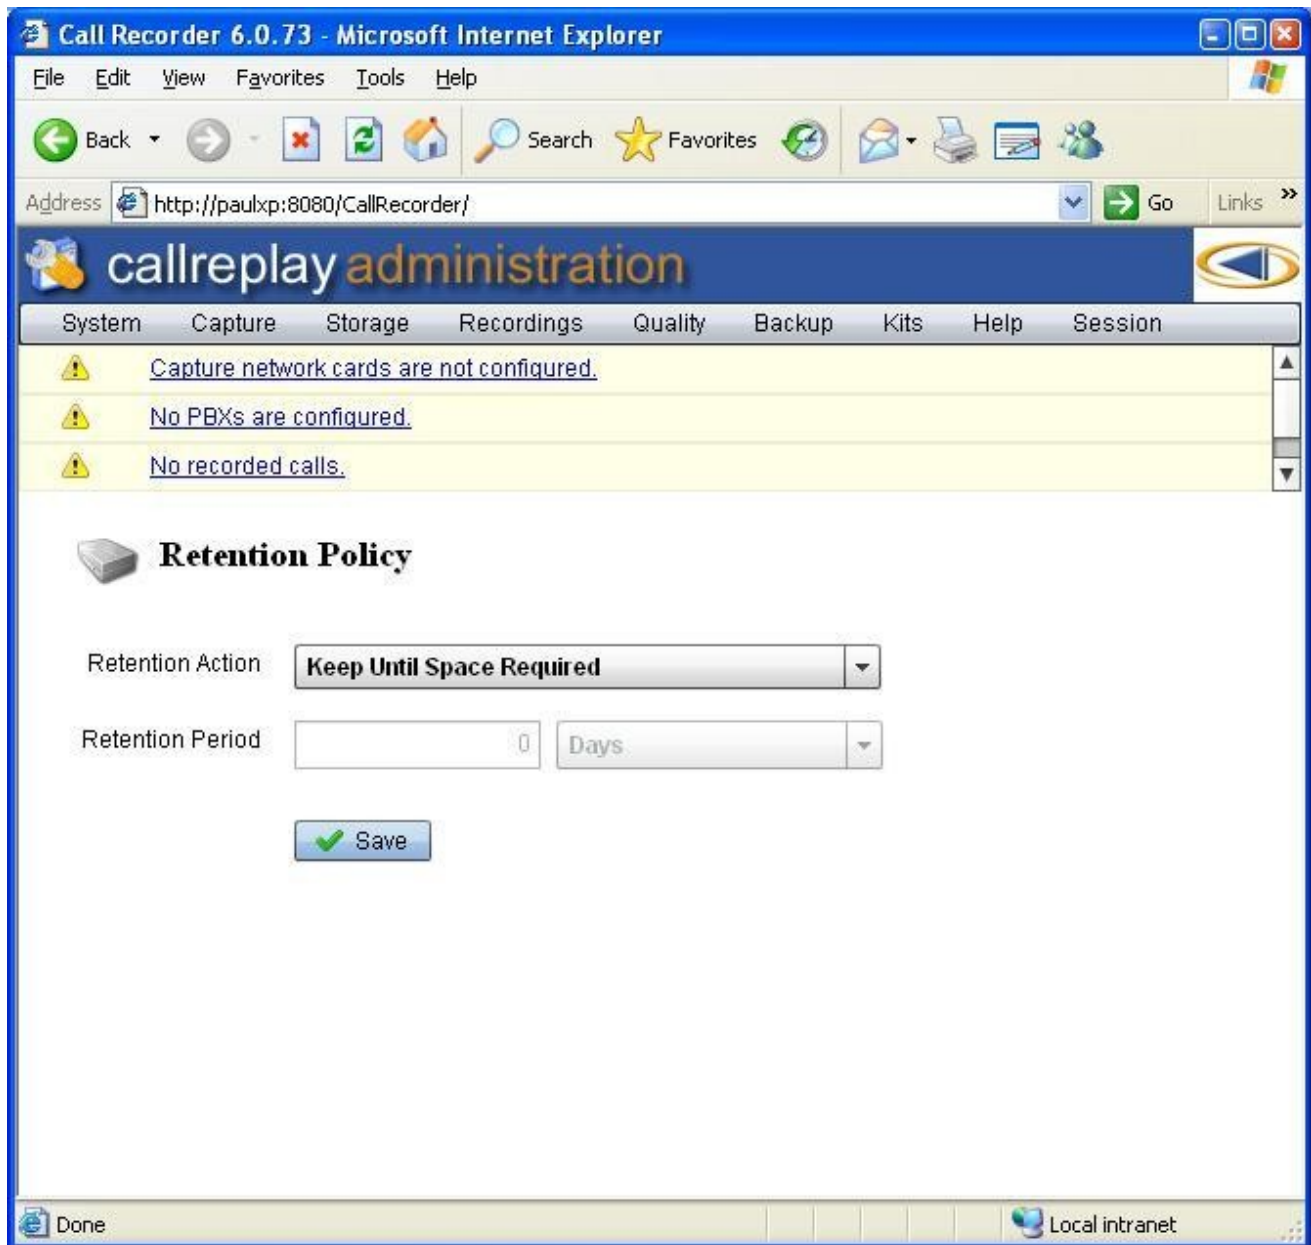 Call Recorder 6.0.73 - Microsoft Internet Explorer
File Edit View Favorites Tools Help
Back Search Favorites
Address http://paulxp:8080/CallRecorder/ Go Links »
callreplay administration
System Capture Storage Recordings Quality Backup Kits Help Session
Capture network cards are not configured.
No PBXs are configured.
No recorded calls.
Retention Policy
Retention Action Keep Until Space Required
Retention Period 0 Days
Save
Done Local intranet